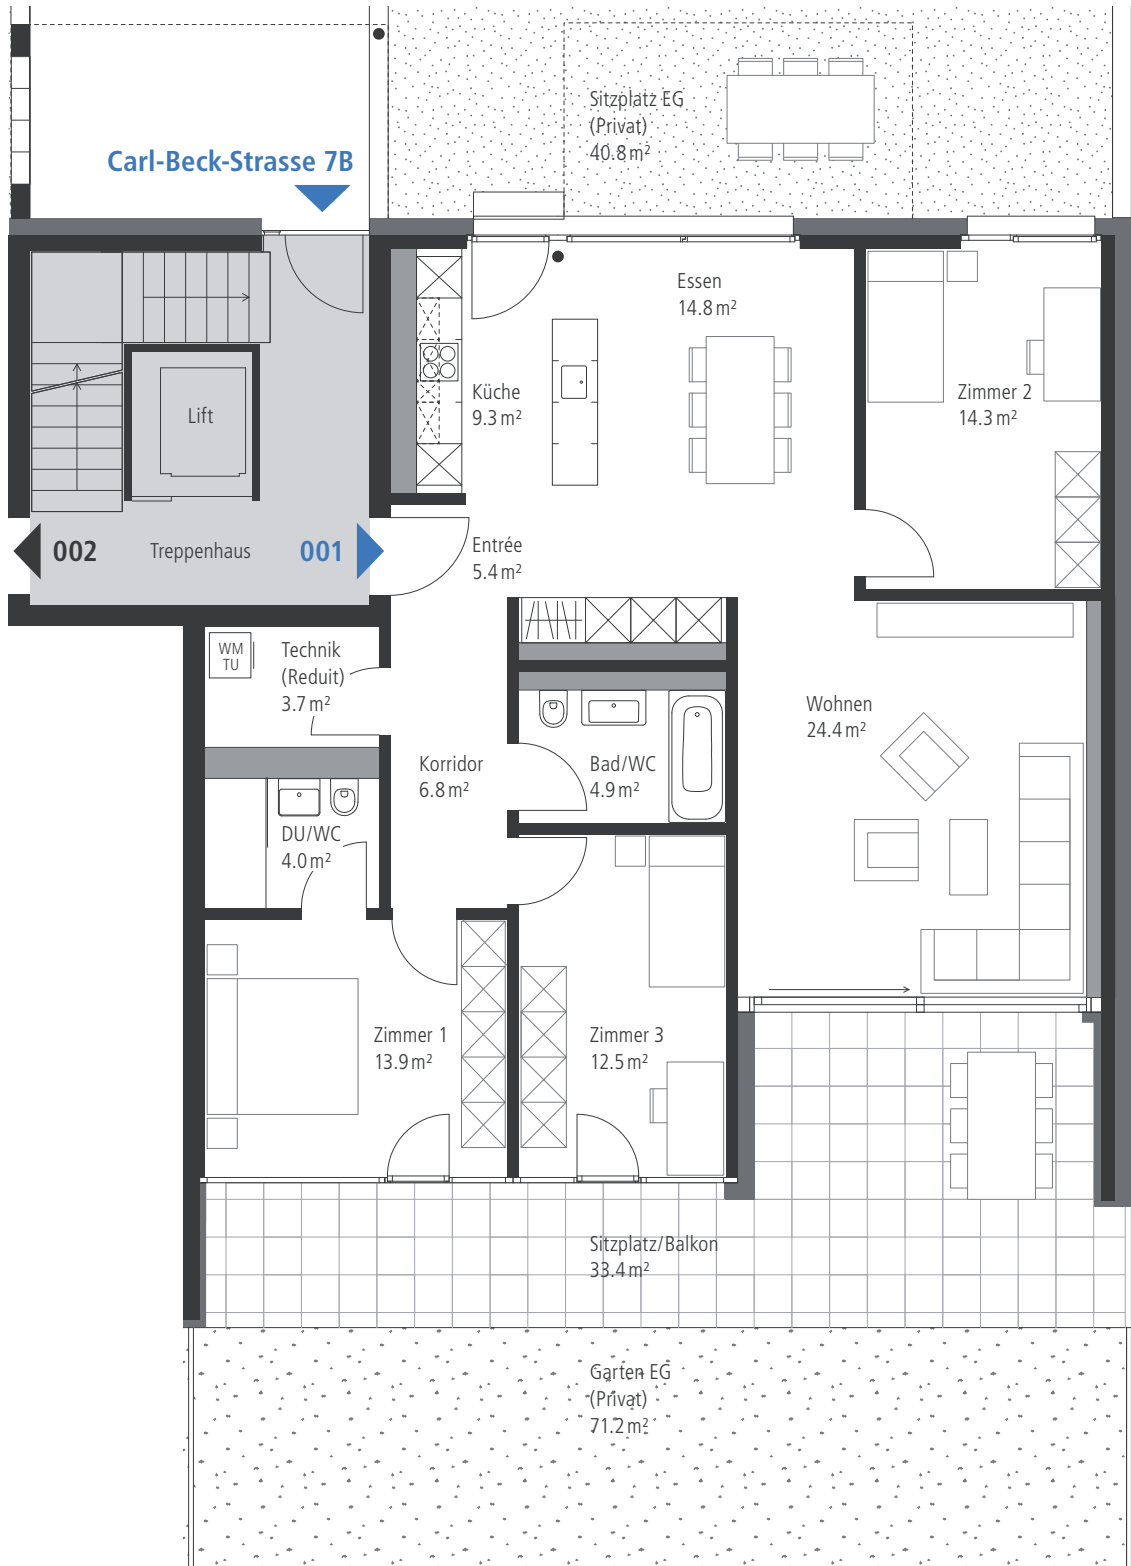 Sitzplatz EG
(Privat)
40.8 m²
Carl-Beck-Strasse 7B
Essen
14.8 m²
Küche
9.3 m²
Zimmer 2
14.3 m²
Lift
002
Treppenhaus
001
Entrée
5.4 m²
WM
TU
Technik
(Reduit)
3.7 m²
Wohnen
24.4 m²
Korridor
6.8 m²
Bad/WC
4.9 m²
DU/WC
4.0 m²
Zimmer 1
13.9 m²
Zimmer 3
12.5 m²
Sitzplatz/Balkon
33.4 m²
Garten EG
(Privat)
71.2 m²